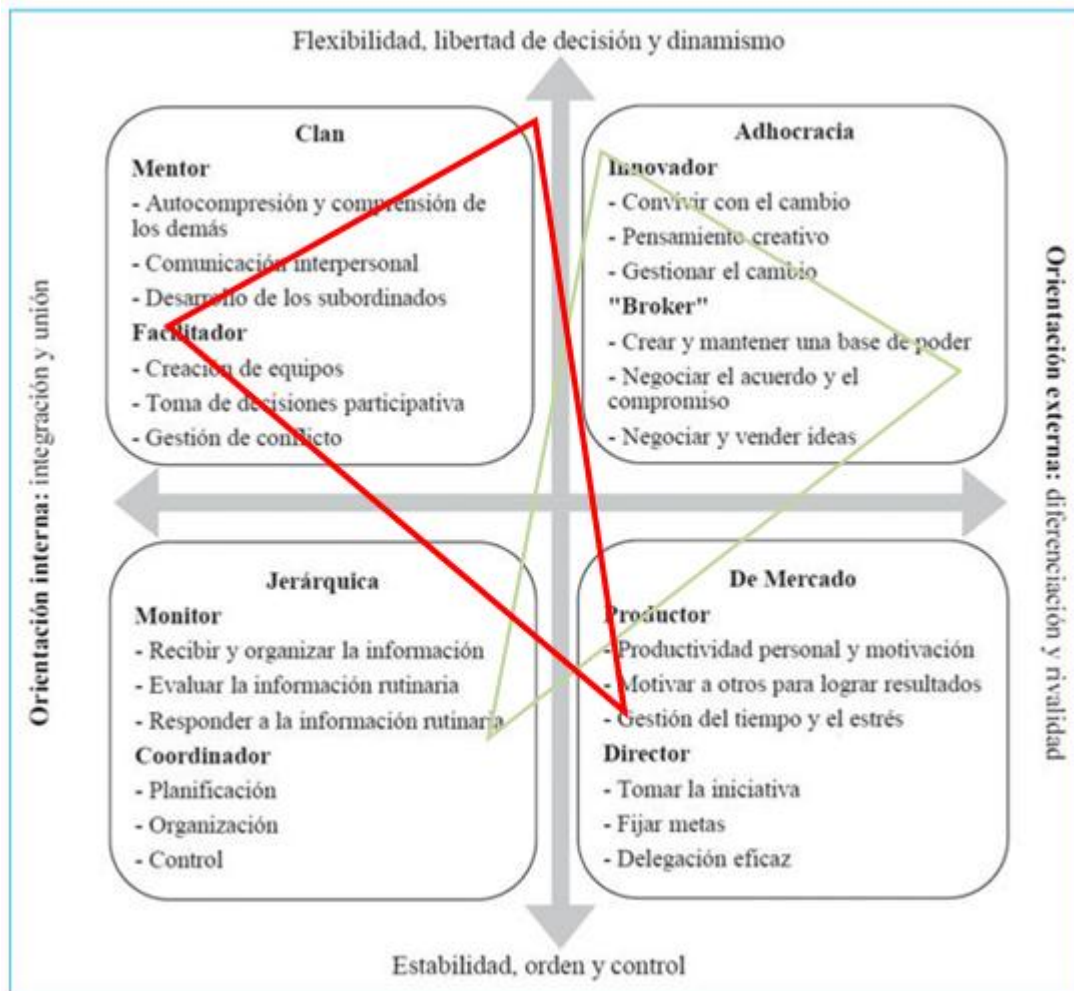 Flexibilidad, libertad de decisión y dinamismo
Clan
Mentor
- Autocompresión y comprensión de
los demás
- Comunicación interpersonal
- Desarrollo de los subordinados
Facilitador
- Creación de equipos
- Toma de decisiones participativa
- Gestión de conflicto
Adhocracia
Innovador
- Convivir con el cambio
- Pensamiento creativo
- Gestionar el cambio
"Broker"
- Crear y mantener una base de poder
- Negociar el acuerdo y el
compromiso
- Negociar y vender ideas
Orientación interna: integración y unión
Orientación externa: diferenciación y rivalidad
Jerárquica
Monitor
- Recibir y organizar la información
- Evaluar la información rutinaria
- Responder a la información rutinaria
Coordinador
- Planificación
- Organización
- Control
De Mercado
Productor
- Productividad personal y motivación
- Motivar a otros para lograr resultados
- Gestión del tiempo y el estrés
Director
- Tomar la iniciativa
- Fijar metas
- Delegación eficaz
Estabilidad, orden y control